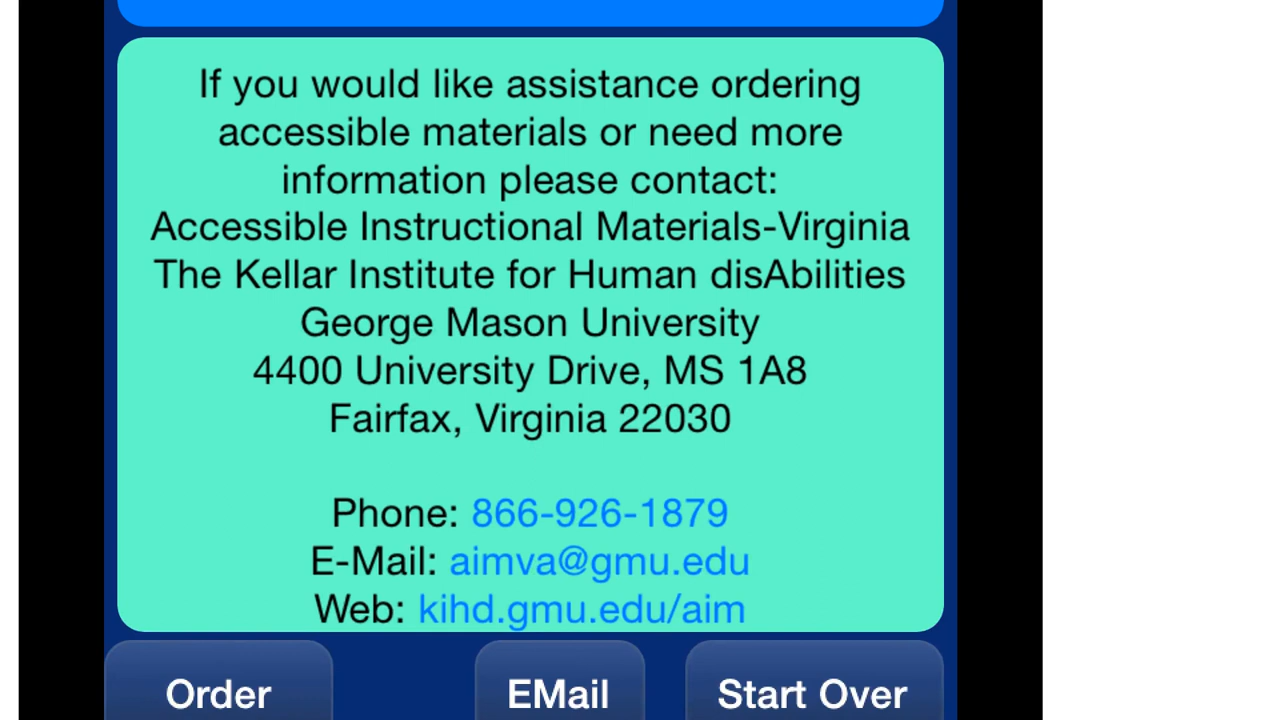 If you would like assistance ordering
accessible materials or need more
information please contact:
Accessible Instructional Materials-Virginia
The Kellar Institute for Human disAbilities
George Mason University
4400 University Drive, MS 1A8
Fairfax, Virginia 22030
Phone: 866-926-1879
E-Mail: aimva@gmu.edu
Web: kihd.gmu.edu/aim
Order EMail Start Over